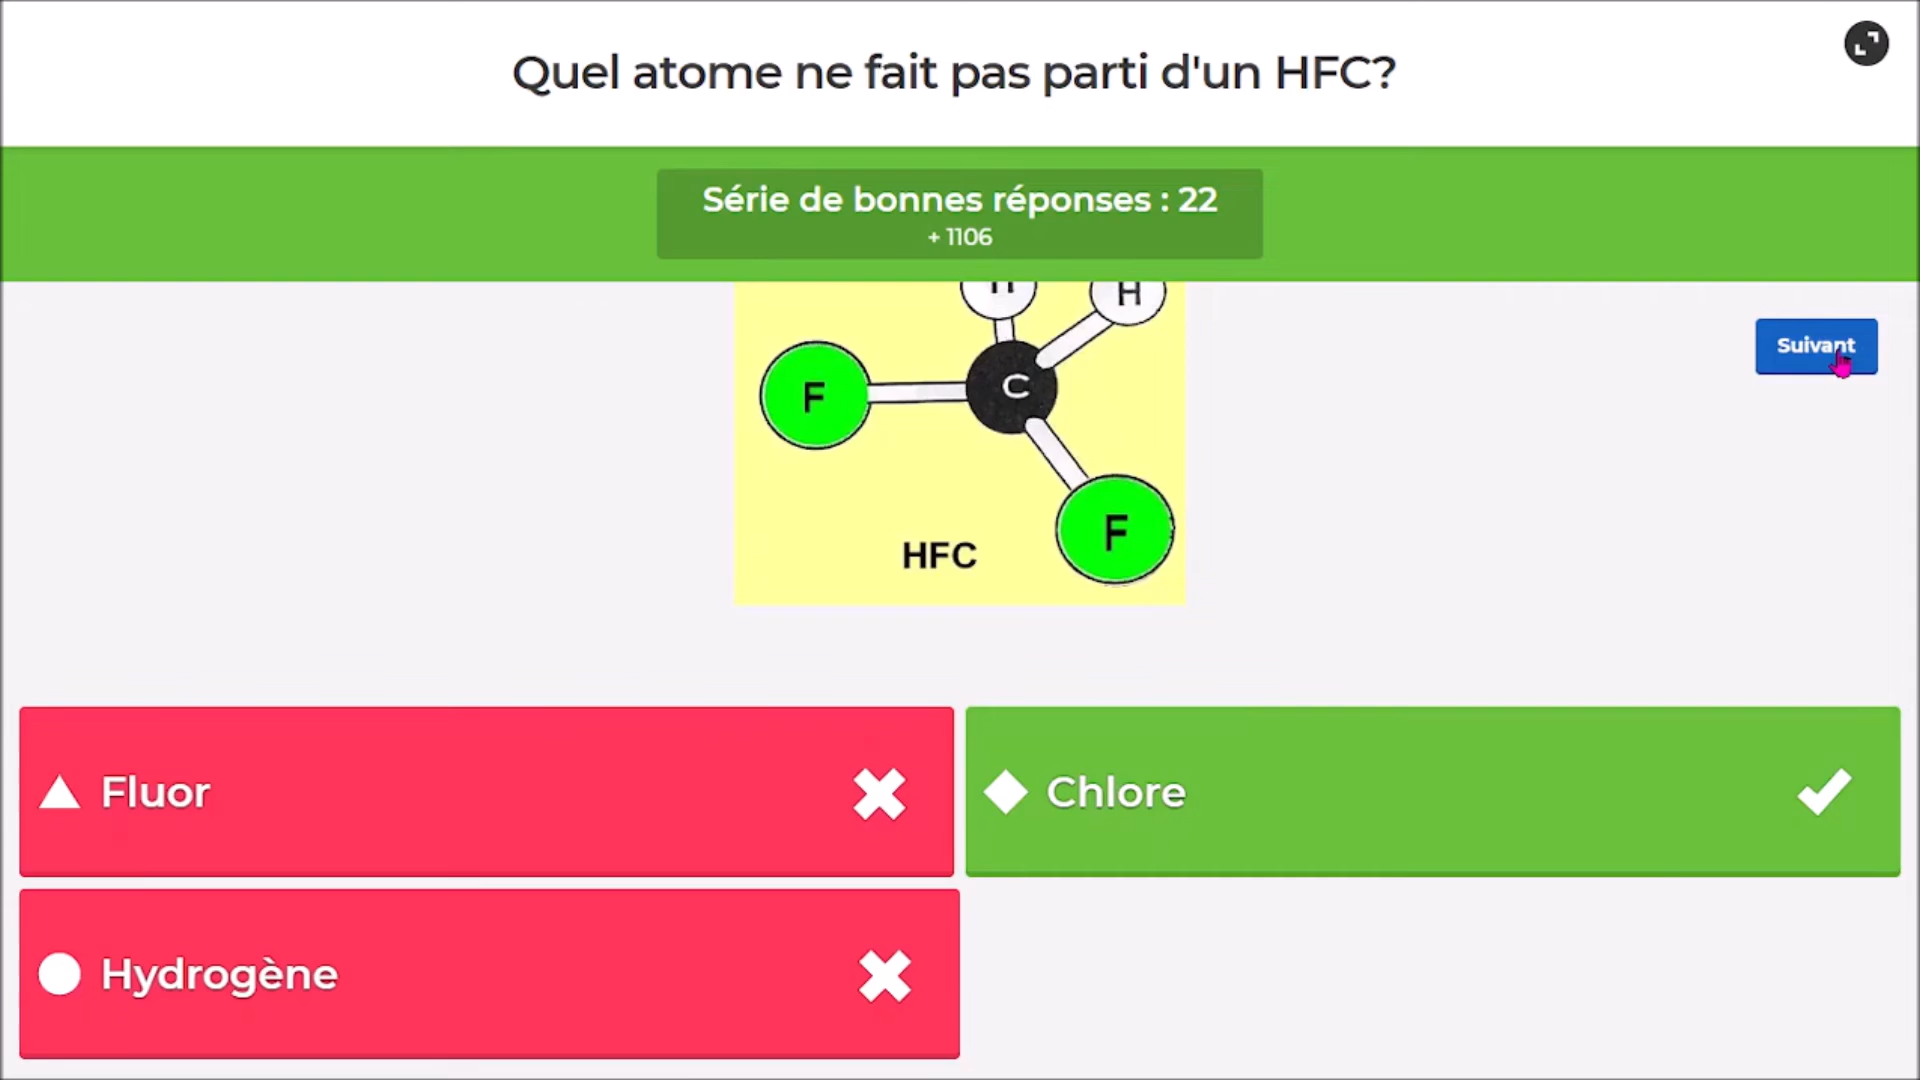 Quel atome ne fait pas parti d'un HFC?
Série de bonnes réponses : 22
+ 1106
H
H
Suivant
C
F
F
HFC
Fluor
Chlore
Hydrogène